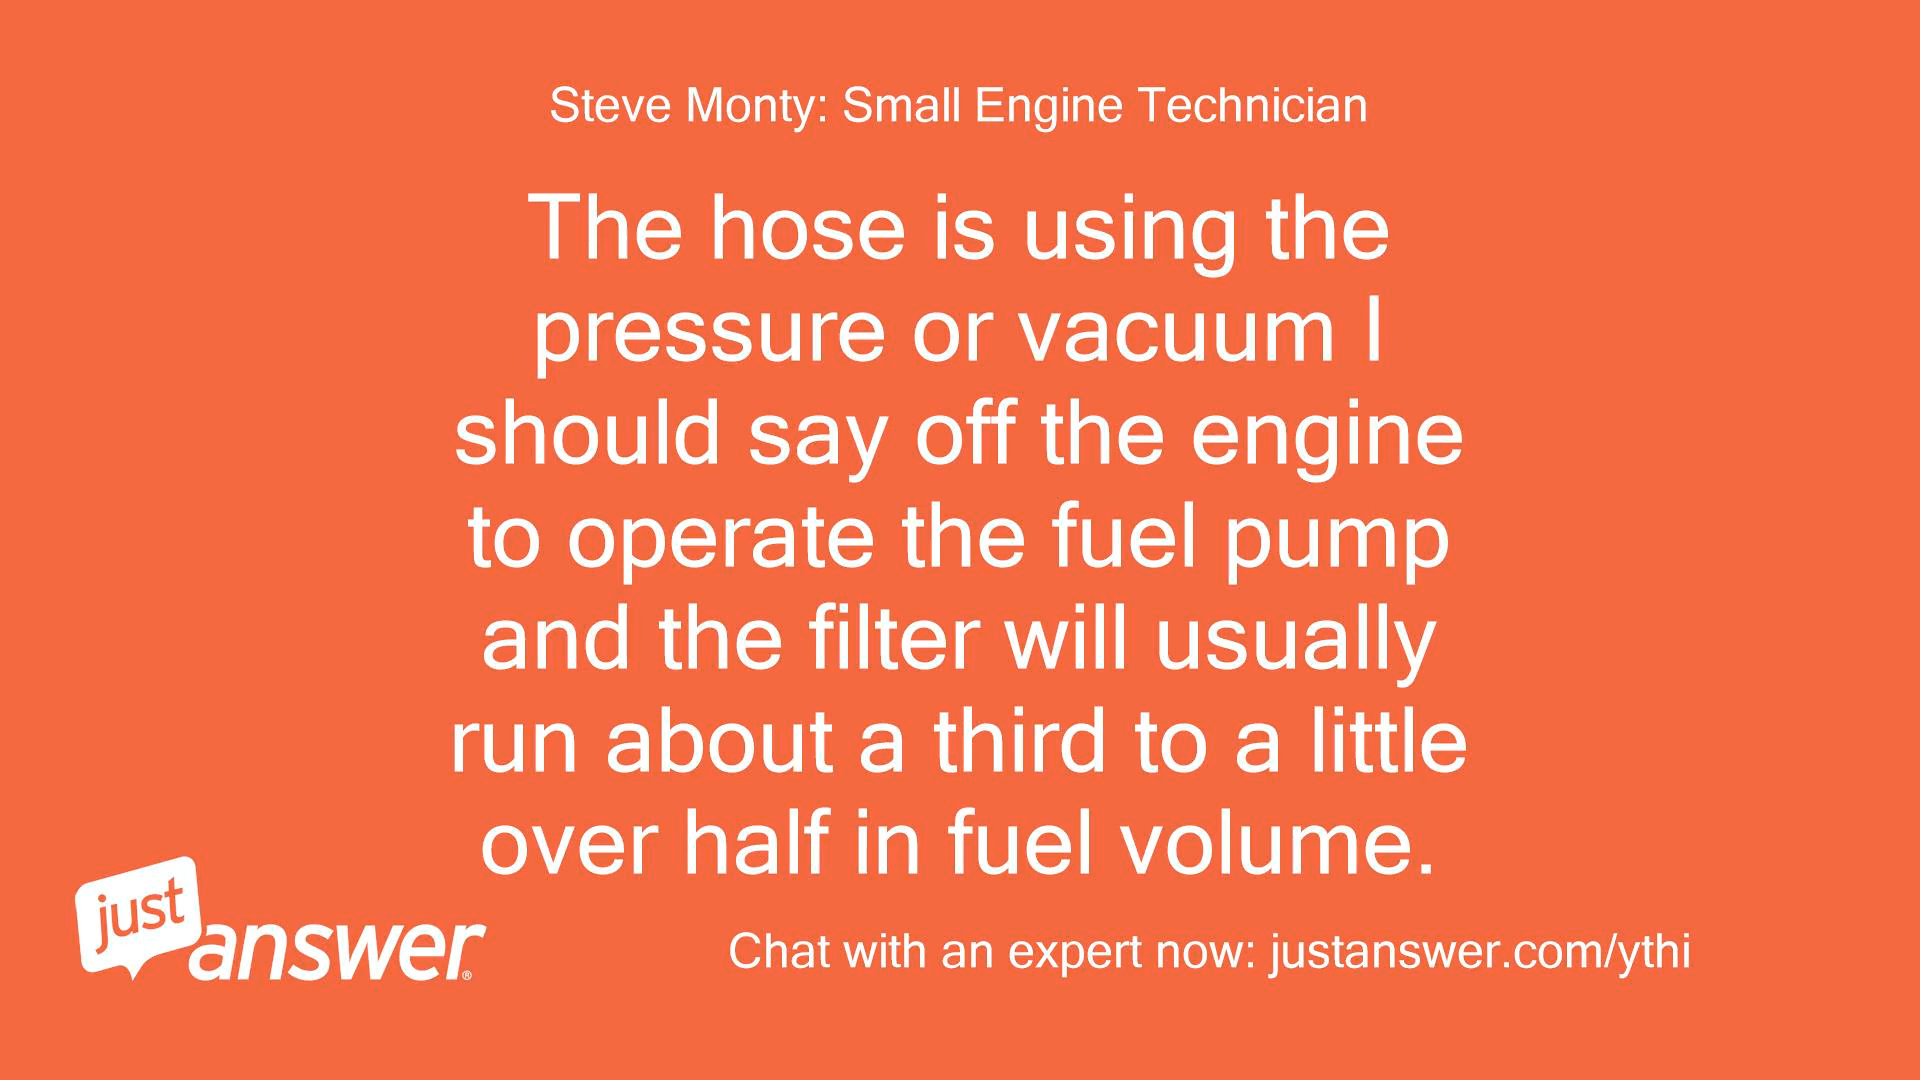 Steve Monty: Small Engine Technician
The hose is using the
pressure or vacuum I
should say off the engine
to operate the fuel pump
and the filter will usually
run about a third to a little
over half in fuel volume.
just
answer®
Chat with an expert now: justanswer.com/ythi